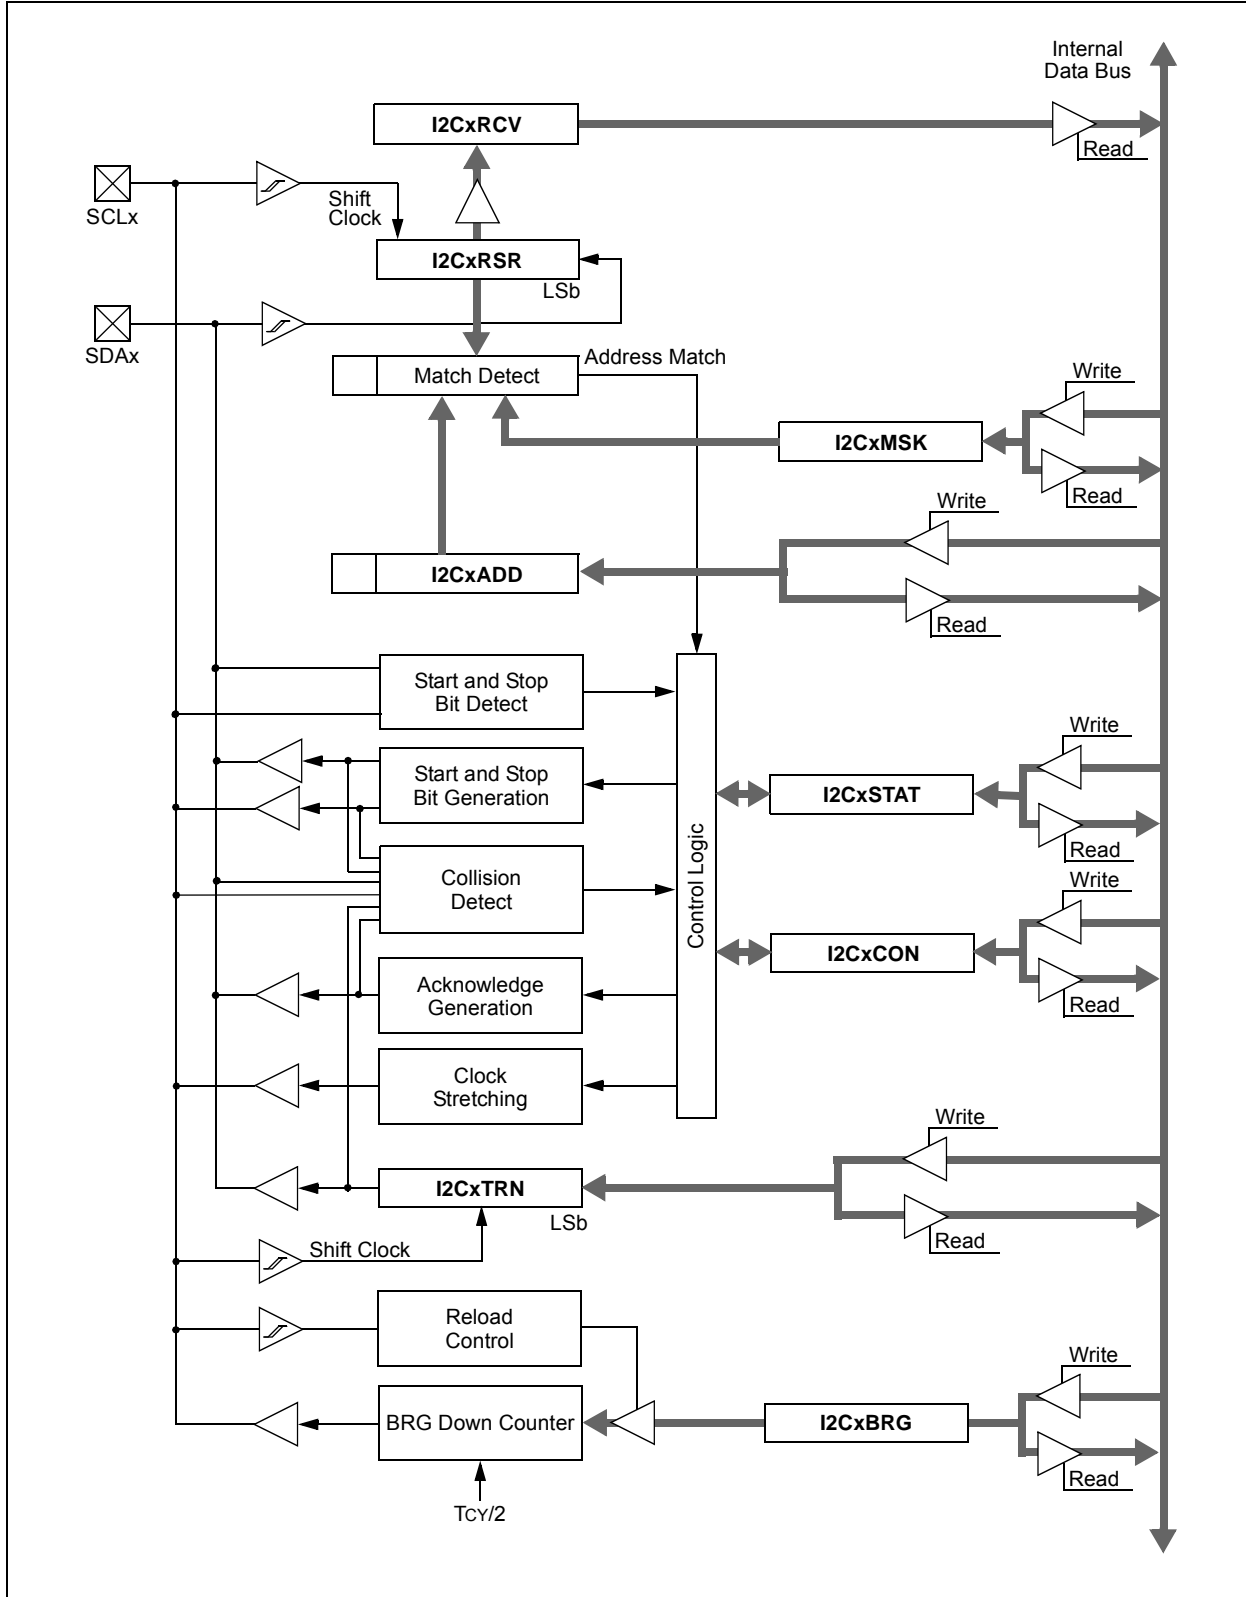 Internal
Data Bus
I2CxRCV
Read
SCLx
Shift
Clock
I2CxRSR
LSb
SDAx
Address Match
Match Detect
Write
I2CxMSK
Read
Write
I2CxADD
Read
Start and Stop
Bit Detect
Write
Start and Stop
Bit Generation
I2CxSTAT
Read
Control Logic
Collision
Detect
Write
I2CxCON
Read
Acknowledge
Generation
Clock
Stretching
Write
I2CxTRN
LSb
Read
Shift Clock
Reload
Control
Write
BRG Down Counter
I2CxBRG
Read
TCY/2